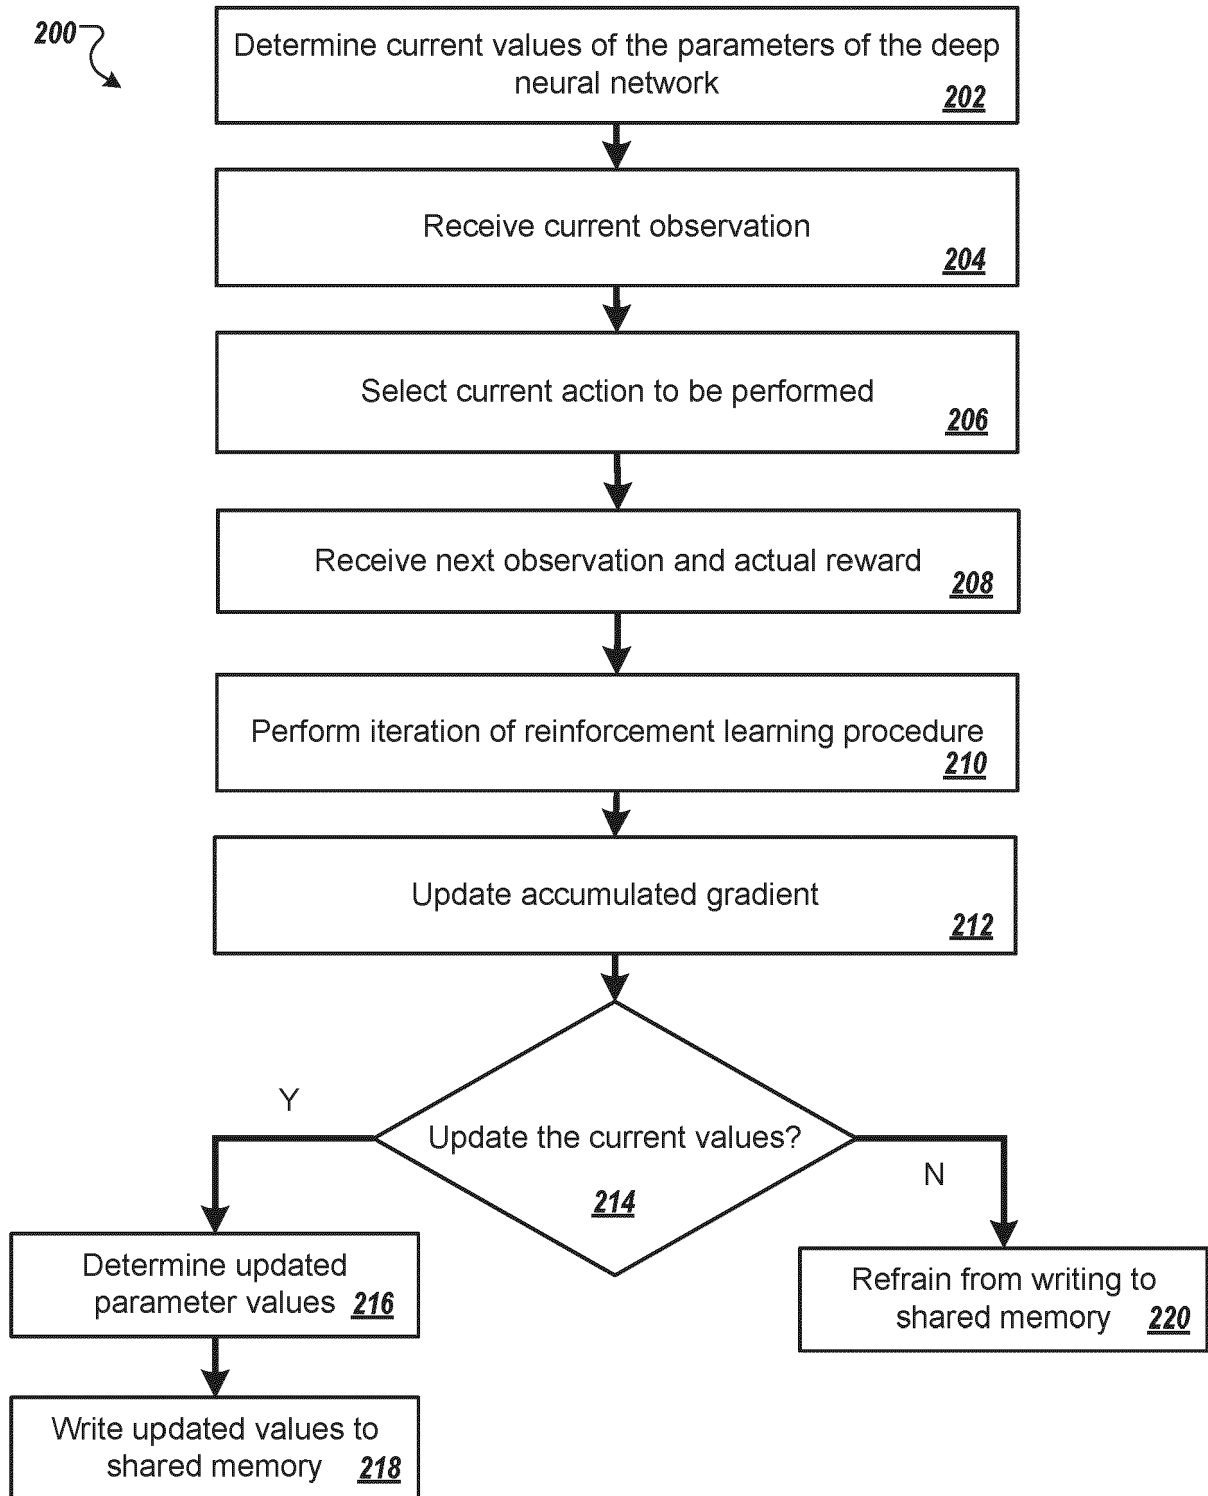 200
Determine current values of the parameters of the deep
neural network
202
Receive current observation
204
Select current action to be performed
206
Receive next observation and actual reward
208
Perform iteration of reinforcement learning procedure
210
Update accumulated gradient
212
Y
Update the current values?
N
214
Determine updated
parameter values 216
Refrain from writing to
shared memory 220
Write updated values to
shared memory 218